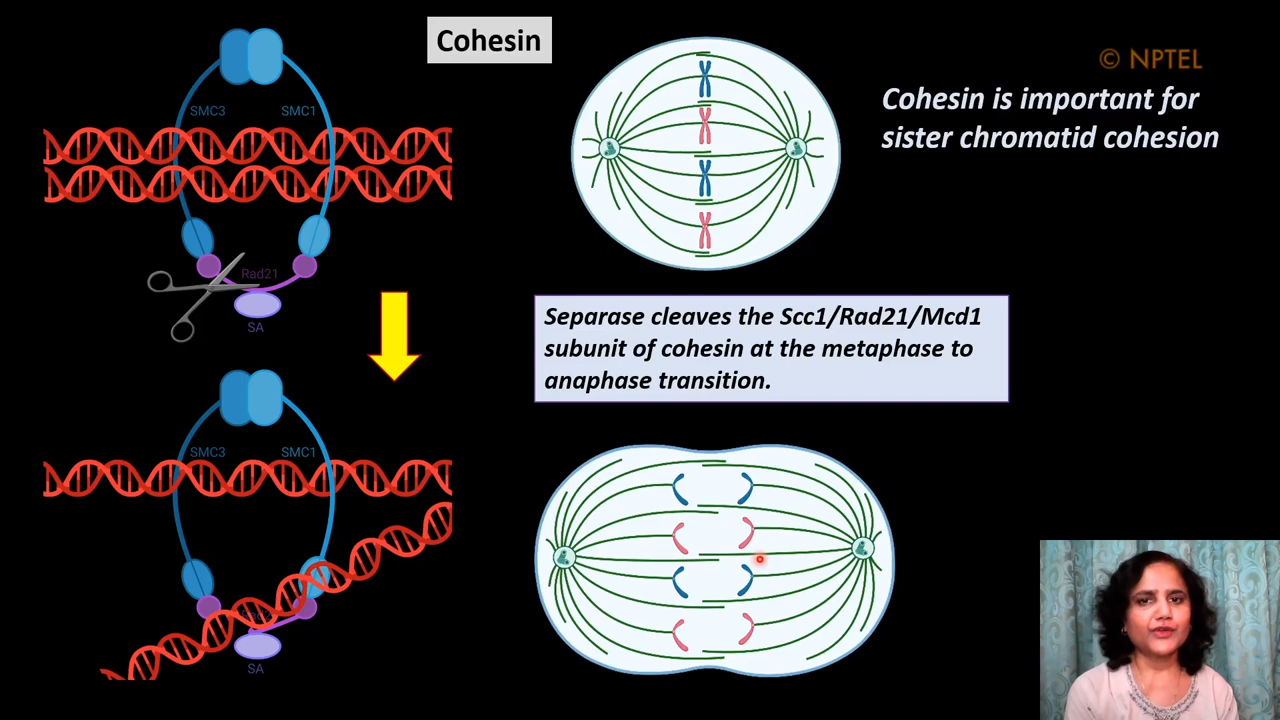 Cohesin
© NPTEL
Cohesin is important for
sister chromatid cohesion
SMC3 SMC1
Rad21
SA
Separase cleaves the Scc1/Rad21/Mcd1
subunit of cohesin at the metaphase to
anaphase transition.
SMC3 SMC1
SA